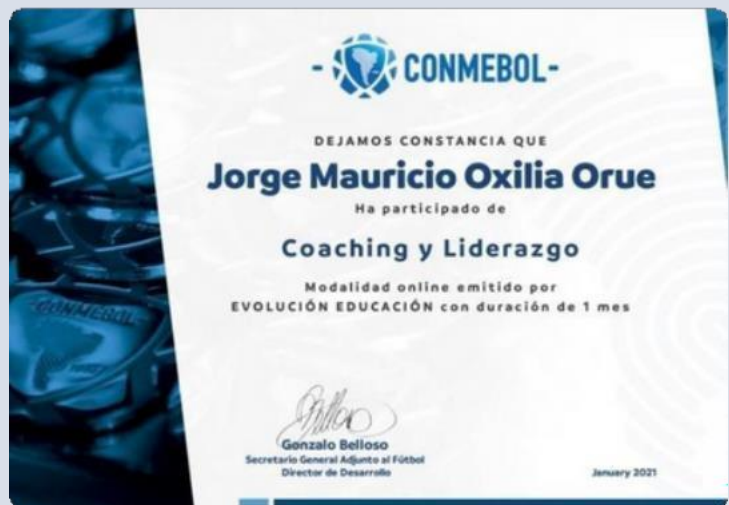 - CONMEBOL-
DEJAMOS CONSTANCIA QUE
Jorge Mauricio Oxilia Orue
Ha participado de
Coaching y Liderazgo
Modalidad online emitido por
EVOLUCIÓN EDUCACIÓN con duración de 1 mes
CONMEBOL
Gonzalo Belloso
Secretario General Adjunto al Fútbol
Director de Desarrollo
January 2021